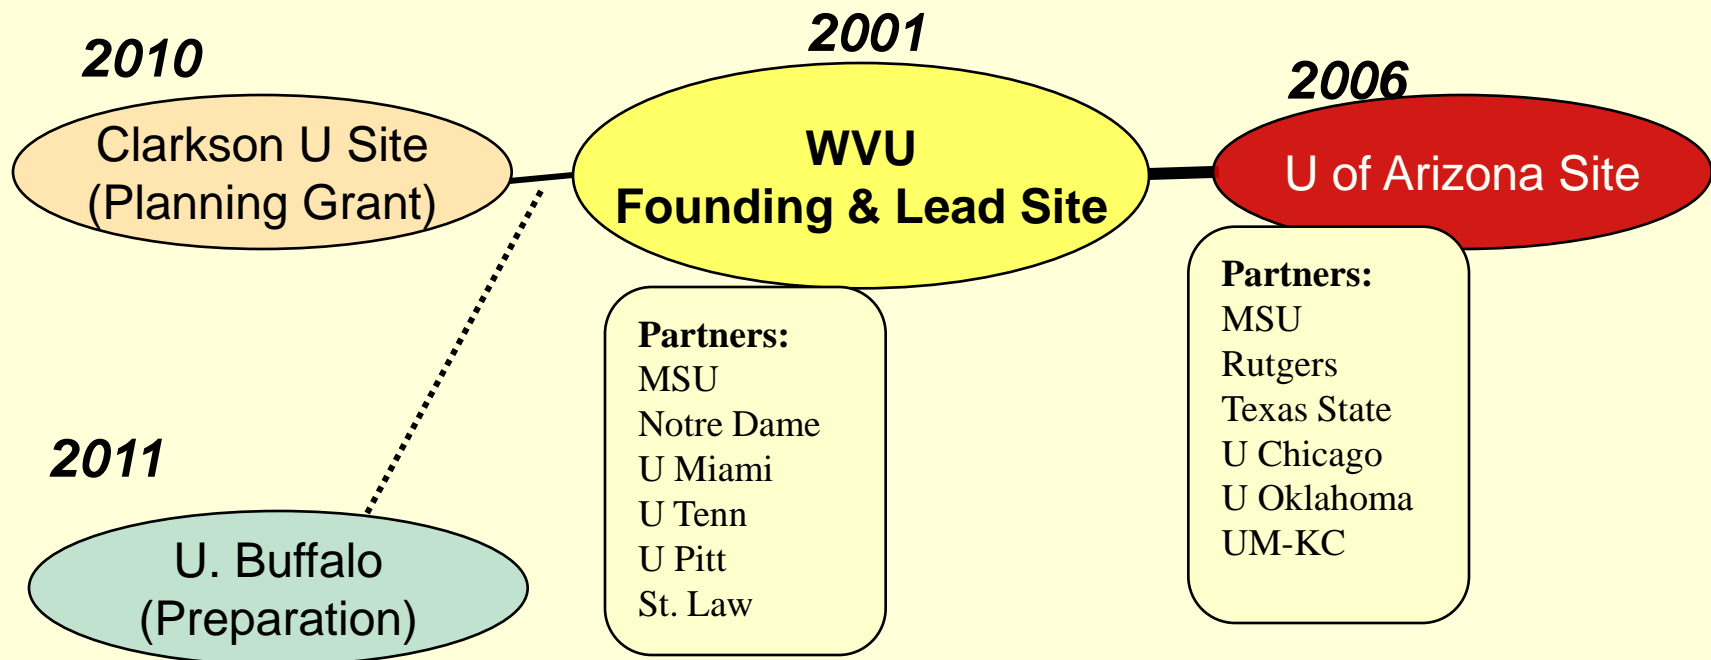 2010
Clarkson U Site
(Planning Grant)
2001
WVU
Founding & Lead Site
2006
U of Arizona Site
Partners:
MSU
Notre Dame
U Miami
U Tenn
U Pitt
St. Law
Partners:
MSU
Rutgers
Texas State
U Chicago
U Oklahoma
UM-KC
2011
U. Buffalo
(Preparation)